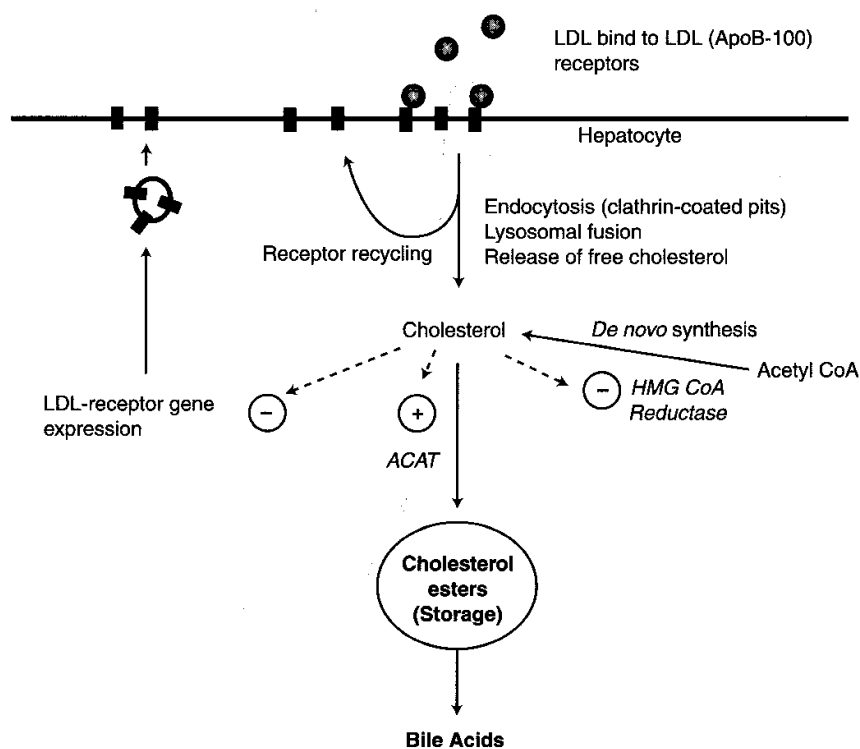 LDL bind to LDL (ApoB-100)
receptors
Hepatocyte
Endocytosis (clathrin-coated pits)
Lysosomal fusion
Release of free cholesterol
Receptor recycling
Cholesterol
De novo synthesis
Acetyl CoA
LDL-receptor gene
expression
−
+
−
HMG CoA
Reductase
ACAT
Cholesterol
esters
(Storage)
Bile Acids